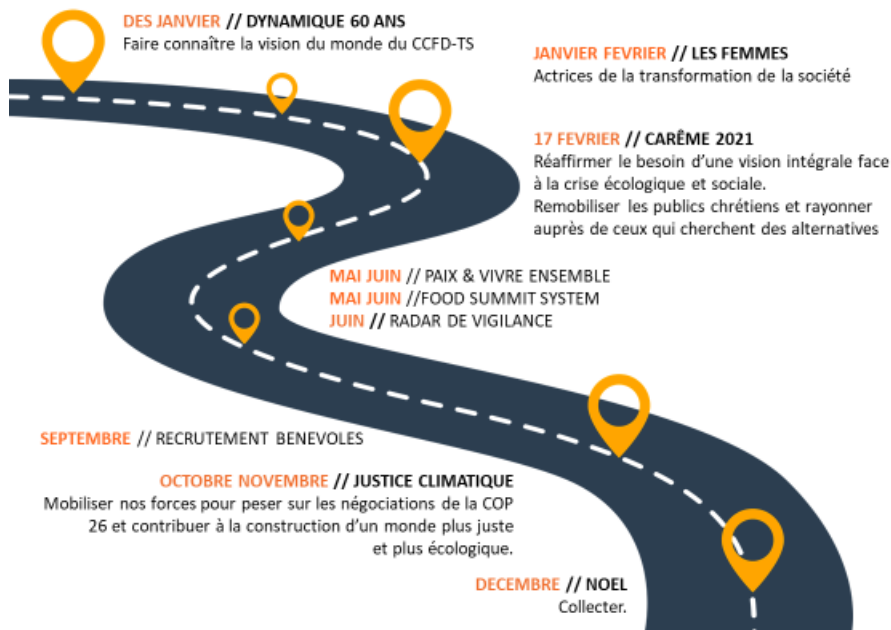 DES JANVIER // DYNAMIQUE 60 ANS
Faire connaître la vision du monde du CCFD-TS
JANVIER FEVRIER // LES FEMMES
Actrices de la transformation de la société
17 FEVRIER // CARÊME 2021
Réaffirmer le besoin d'une vision intégrale face
à la crise écologique et sociale.
Remobiliser les publics chrétiens et rayonner
auprès de ceux qui cherchent des alternatives
MAI JUIN // PAIX & VIVRE ENSEMBLE
MAI JUIN //FOOD SUMMIT SYSTEM
JUIN // RADAR DE VIGILANCE
SEPTEMBRE // RECRUTEMENT BENEVOLES
OCTOBRE NOVEMBRE // JUSTICE CLIMATIQUE
Mobiliser nos forces pour peser sur les négociations de la COP
26 et contribuer à la construction d'un monde plus juste
et plus écologique.
DECEMBRE // NOEL
Collecter.